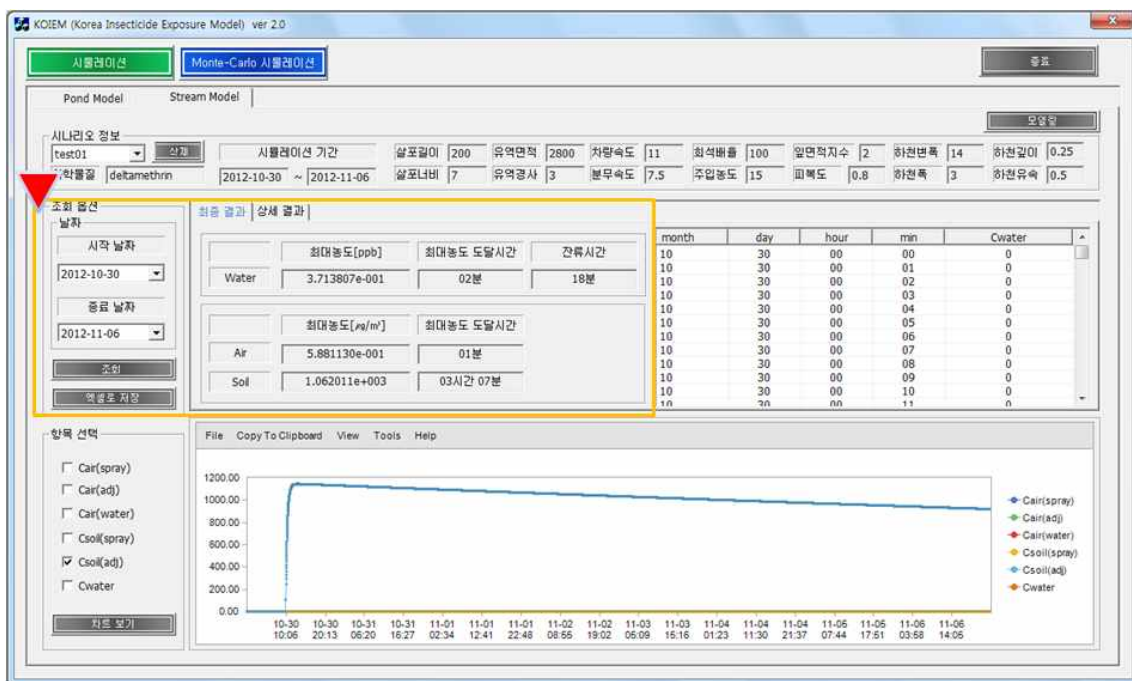 KOIEM (Korea Insecticide Exposure Model) ver 2.0
시뮬레이션 Monte-Carlo 시뮬레이션 종료
Pond Model Stream Model
모델링
시나리오 정보
test01 삭제 시뮬레이션 기간 살포길이 200 유역면적 2800 차량속도 11 희석배율 100 잎면적지수 2 하천변폭 14 하천깊이 0.25
화학물질 deltamethrin 2012-10-30 ~ 2012-11-06 살포너비 7 유역경사 3 분무속도 7.5 주입농도 15 피복도 0.8 하천폭 3 하천유속 0.5
조회 옵션
날짜
시작 날짜
2012-10-30
종료 날짜
2012-11-06
조회
엑셀로 저장
최종 결과 상세 결과
최대농도[ppb] 최대농도 도달시간 잔류시간
Water 3.713807e-001 02분 18분
최대농도[㎍/㎥] 최대농도 도달시간
Air 5.881130e-001 01분
Soil 1.062011e+003 03시간 07분
month day hour min Cwater
10 30 00 00 0
10 30 00 01 0
10 30 00 02 0
10 30 00 03 0
10 30 00 04 0
10 30 00 05 0
10 30 00 06 0
10 30 00 07 0
10 30 00 08 0
10 30 00 09 0
10 30 00 10 0
10 30 00 11 0
항목 선택
Cair(spray)
Cair(adj)
Cair(water)
Csoil(spray)
Csoil(adj)
Cwater
차트 보기
File Copy To Clipboard View Tools Help
1200.00
1000.00
800.00
600.00
400.00
200.00
0.00
10-30 10-30 10-31 10-31 11-01 11-01 11-01 11-02 11-02 11-03 11-03 11-04 11-04 11-04 11-05 11-05 11-06 11-06
10:06 20:13 06:20 16:27 02:34 12:41 22:48 08:55 19:02 05:09 15:16 01:23 11:30 21:37 07:44 17:51 03:58 14:05
Cair(spray)
Cair(adj)
Cair(water)
Csoil(spray)
Csoil(adj)
Cwater